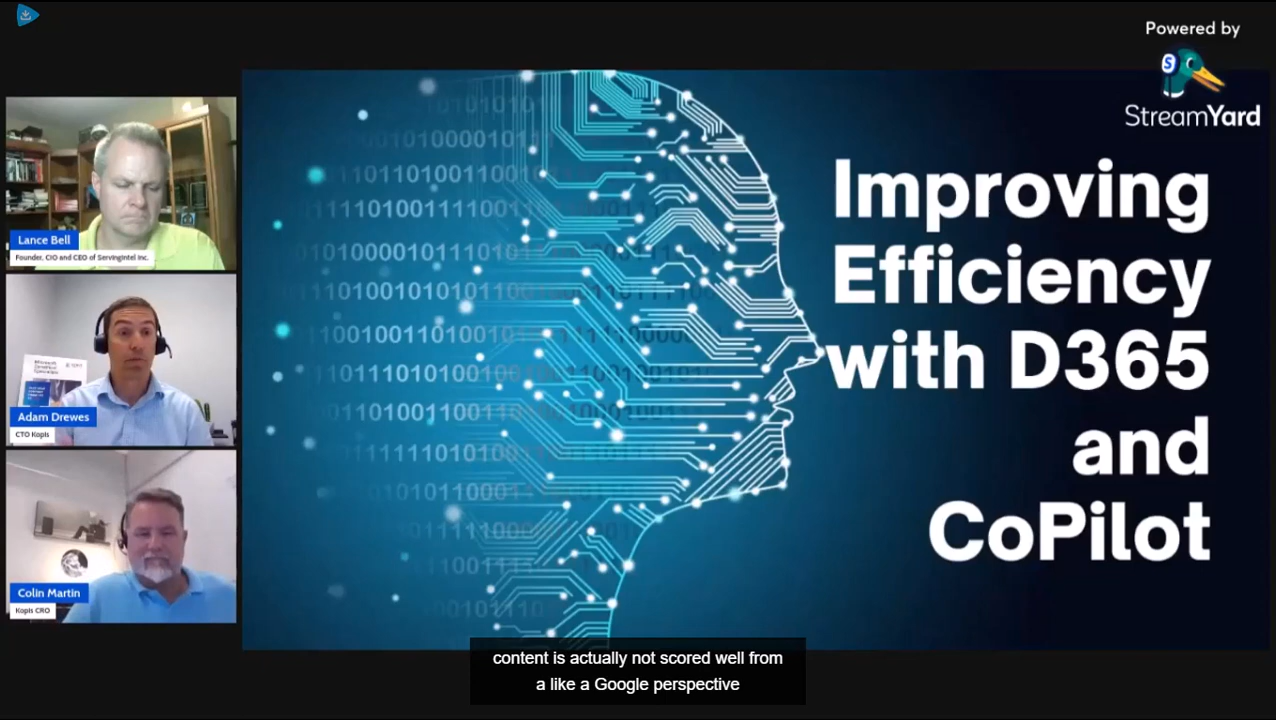 Powered by
StreamYard
Lance Bell
Founder, CIO and CEO of ServingIntel Inc.
Adam Drewes
CTO Kopis
Colin Martin
Kopis CRO
Improving
Efficiency
with D365
and
CoPilot
content is actually not scored well from
a like a Google perspective